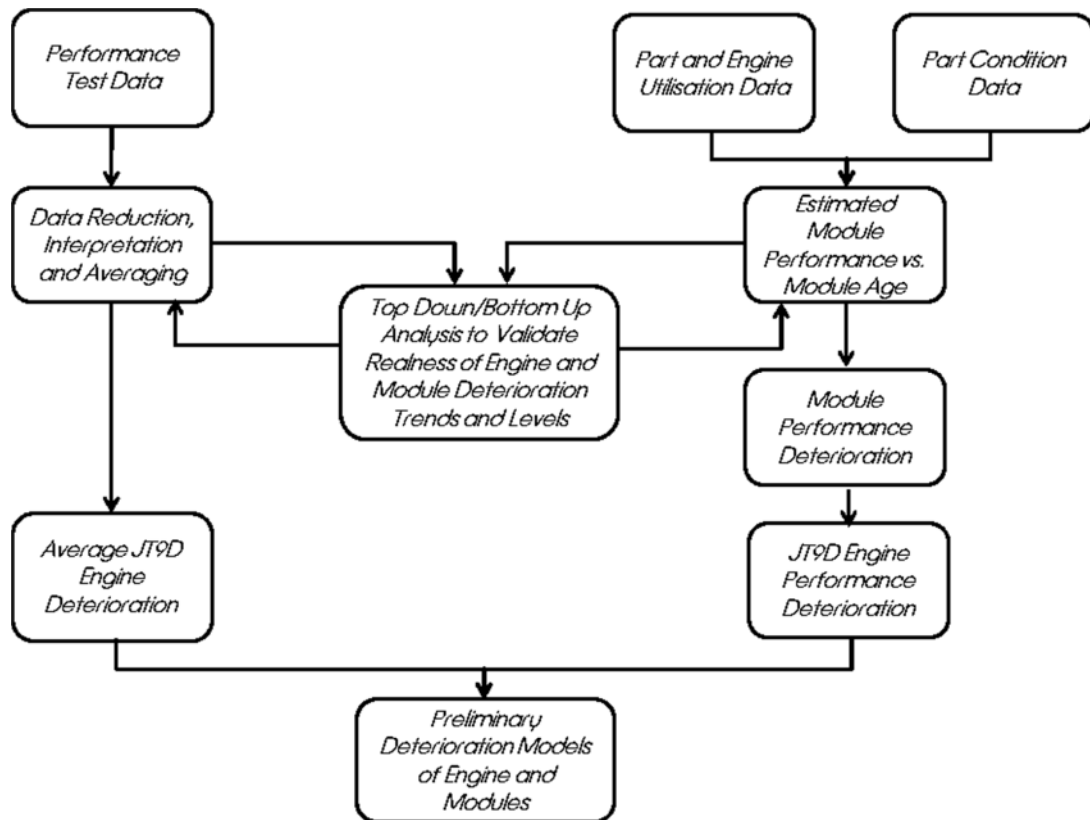 Performance
Test Data
Part and Engine
Utilisation Data
Part Condition
Data
Data Reduction,
Interpretation
and Averaging
Estimated
Module
Performance vs.
Module Age
Top Down/Bottom Up
Analysis to Validate
Realness of Engine and
Module Deterioration
Trends and Levels
Module
Performance
Deterioration
Average JT9D
Engine
Deterioration
JT9D Engine
Performance
Deterioration
Preliminary
Deterioration Models
of Engine and
Modules